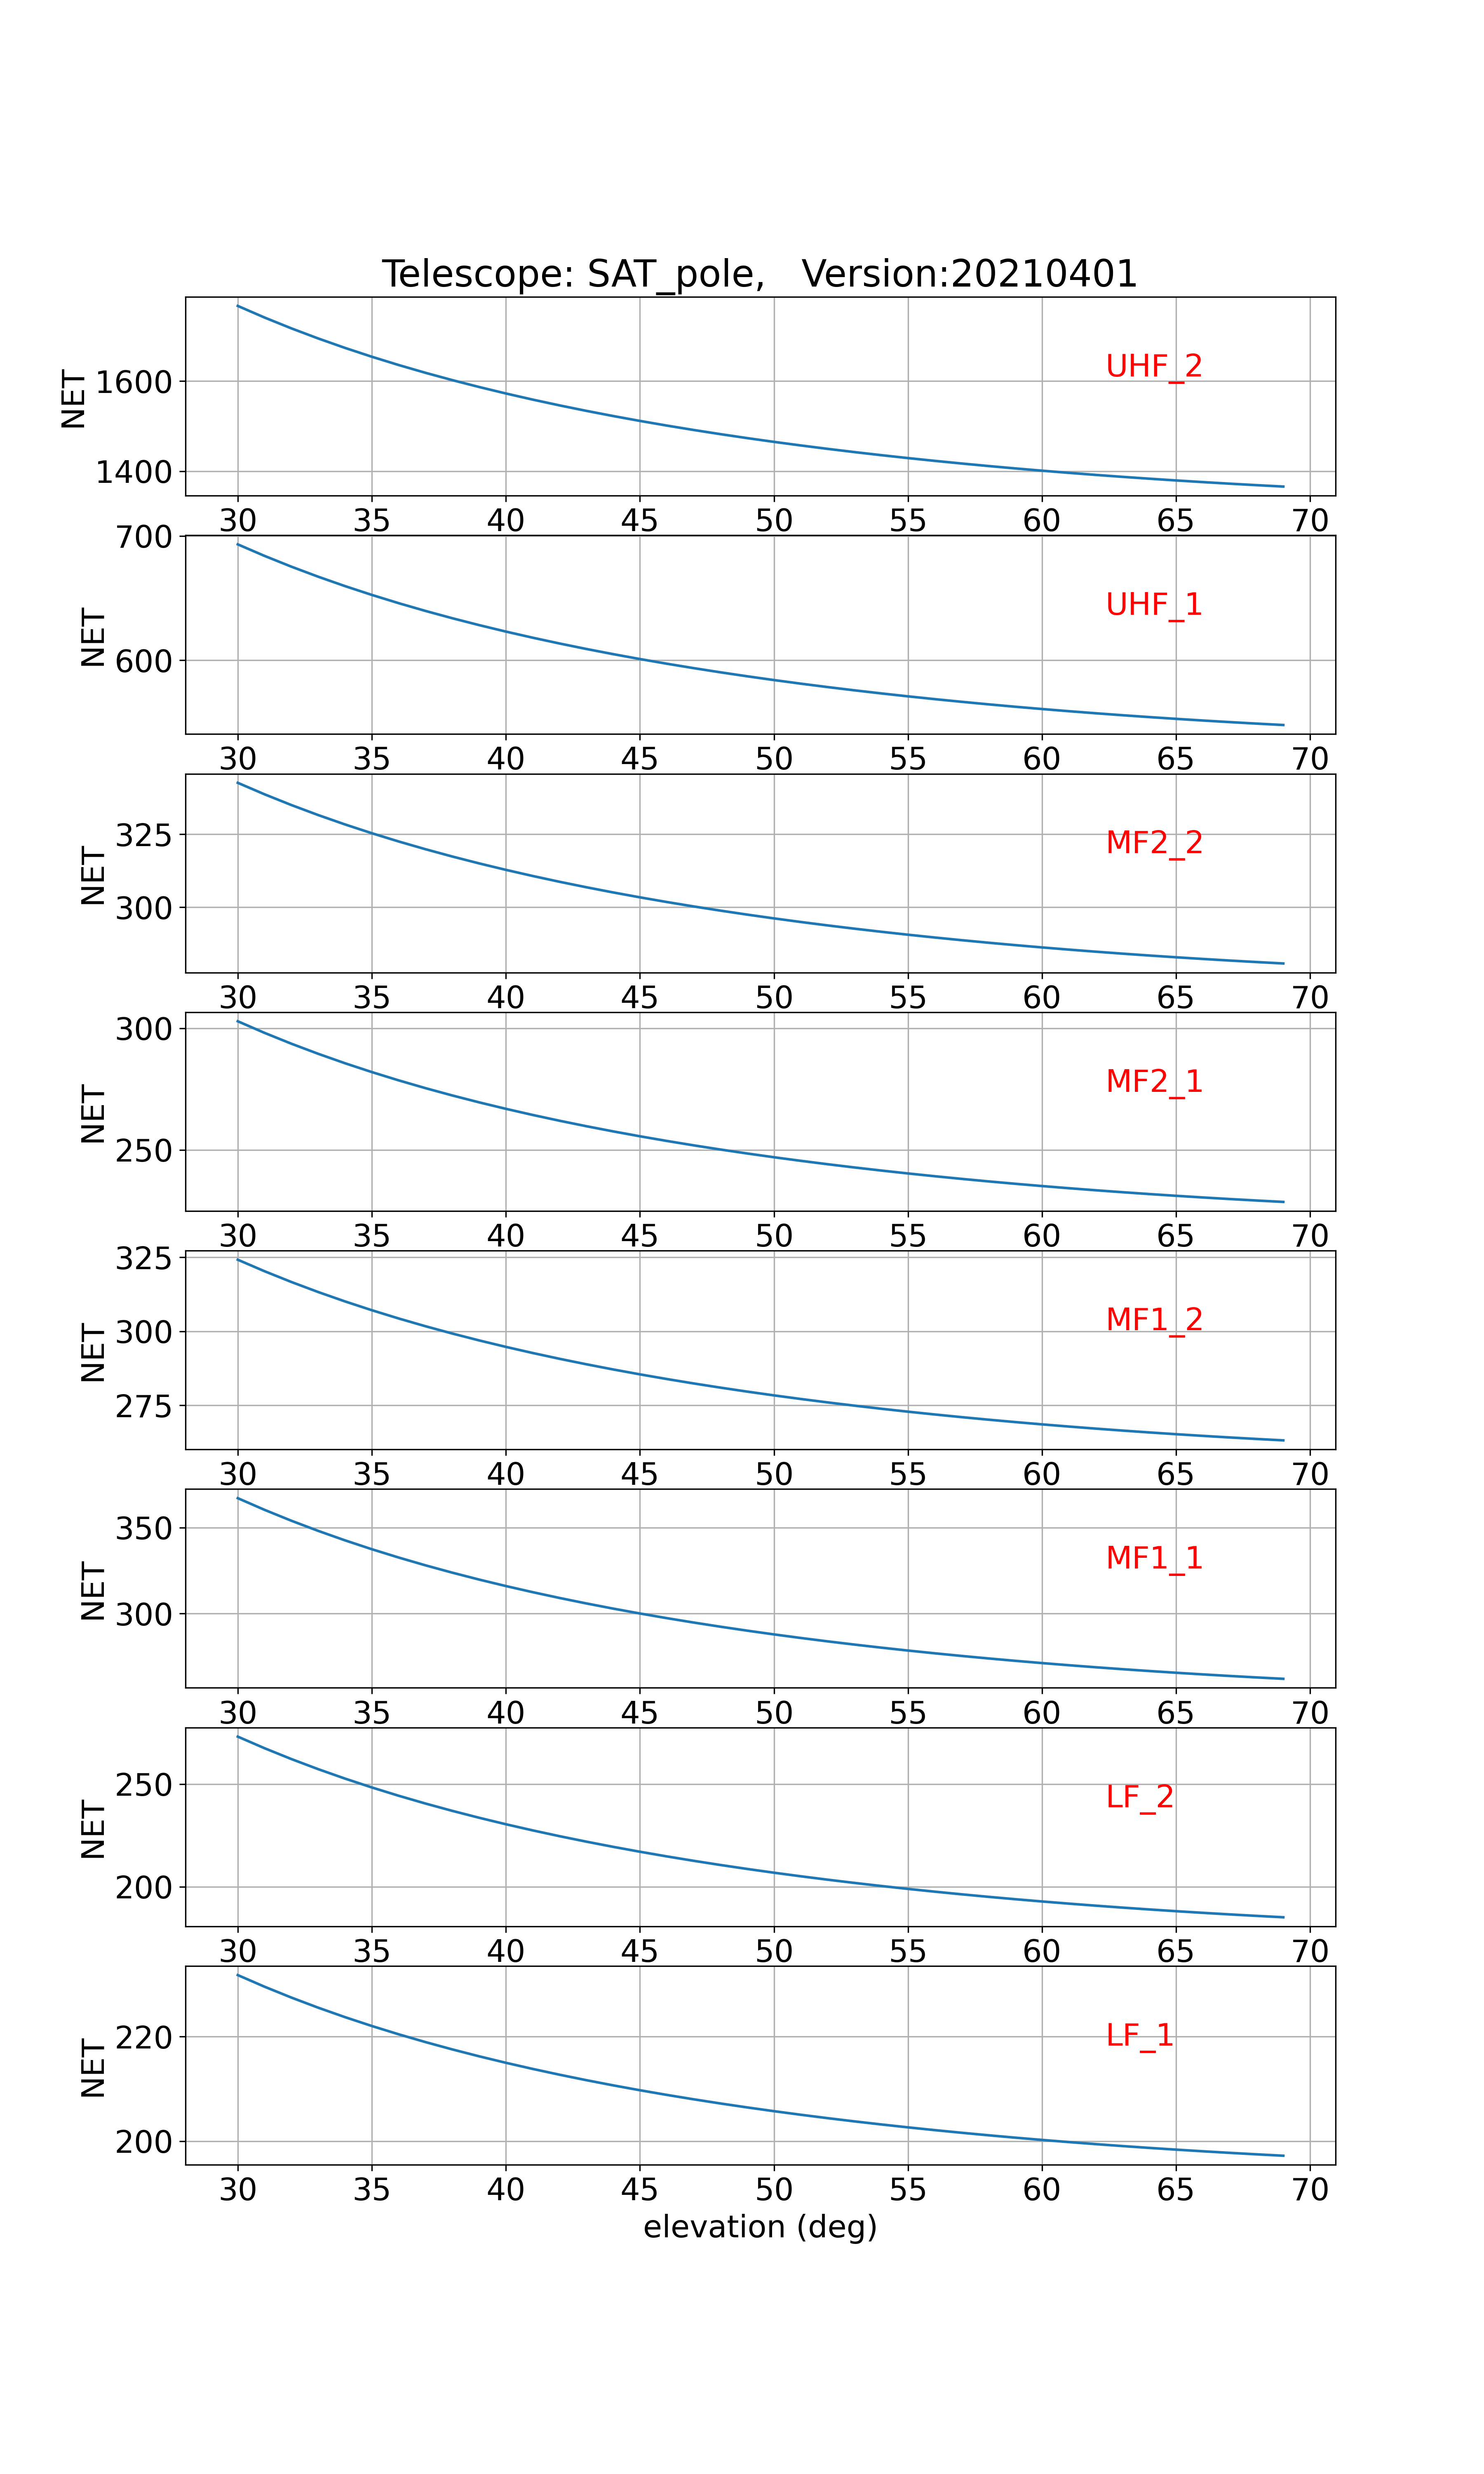 Telescope: SAT_pole,   Version:20210401
NET
1600
1400
UHF_2
30 35 40 45 50 55 60 65 70
NET
700
600
UHF_1
30 35 40 45 50 55 60 65 70
NET
325
300
MF2_2
30 35 40 45 50 55 60 65 70
NET
300
250
MF2_1
30 35 40 45 50 55 60 65 70
NET
325
300
275
MF1_2
30 35 40 45 50 55 60 65 70
NET
350
300
MF1_1
30 35 40 45 50 55 60 65 70
NET
250
200
LF_2
30 35 40 45 50 55 60 65 70
NET
220
200
LF_1
30 35 40 45 50 55 60 65 70
elevation (deg)